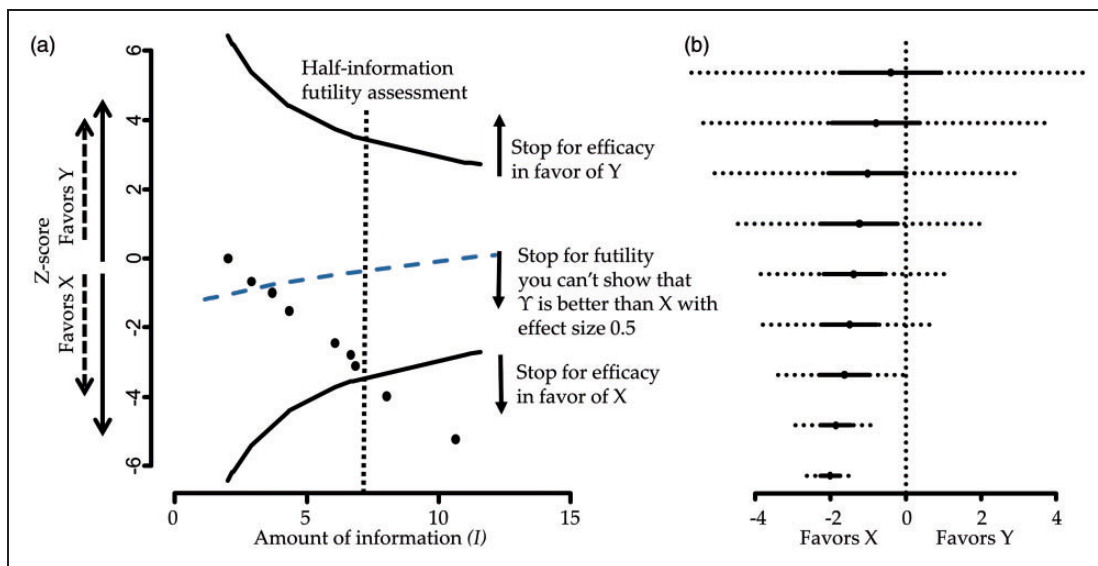 (a)
6
4
2
0
-2
-4
-6
Z-score
Favors Y
Favors X
Half-information
futility assessment
Stop for efficacy
in favor of Y
Stop for futility
you can't show that
ϒ is better than X with
effect size 0.5
Stop for efficacy
in favor of X
0
5
10
15
Amount of information (I)
(b)
-4
-2
0
2
4
Favors X
Favors Y